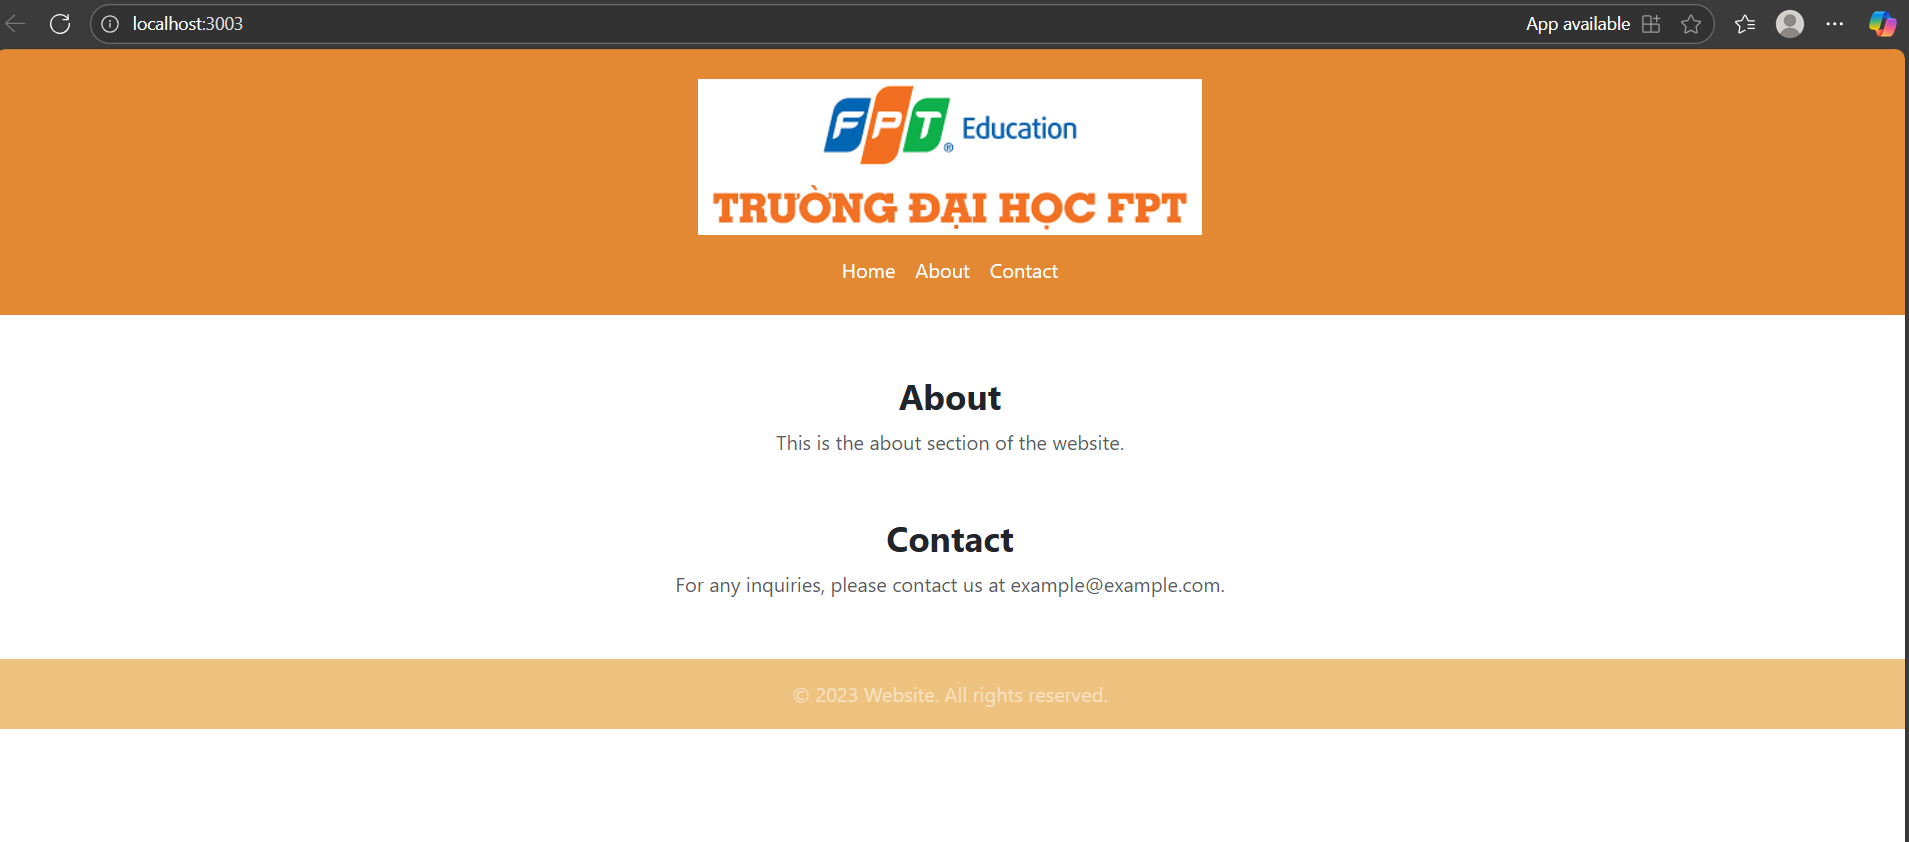 localhost:3003
App available
FPT® Education
TRƯỜNG ĐẠI HỌC FPT
Home About Contact
About
This is the about section of the website.
Contact
For any inquiries, please contact us at example@example.com.
© 2023 Website. All rights reserved.